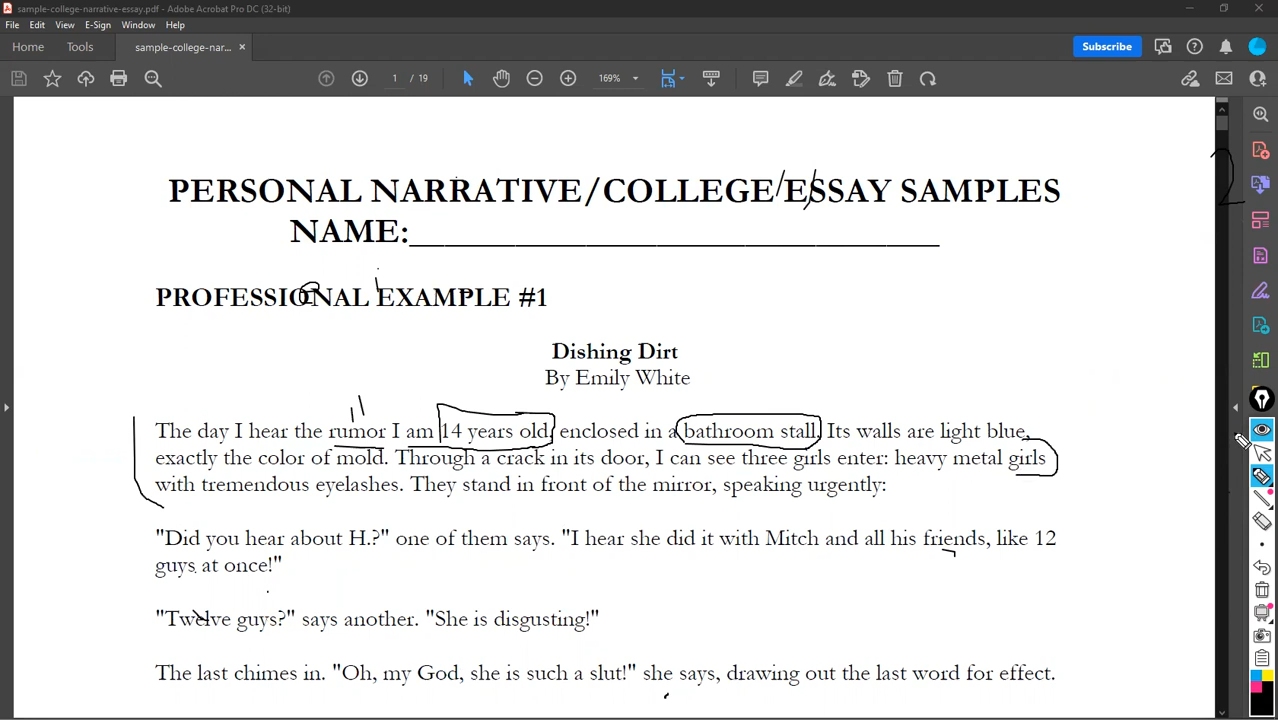 sample-college-narrative-essay.pdf - Adobe Acrobat Pro DC (32-bit)
File Edit View E-Sign Window Help
Home Tools sample-college-nar... × Subscribe
1 / 19 169%
PERSONAL NARRATIVE/COLLEGE ESSAY SAMPLES
2
NAME:
PROFESSIONAL EXAMPLE #1
Dishing Dirt
By Emily White
The day I hear the rumor I am 14 years old, enclosed in a bathroom stall. Its walls are light blue,
exactly the color of mold. Through a crack in its door, I can see three girls enter: heavy metal girls
with tremendous eyelashes. They stand in front of the mirror, speaking urgently:
"Did you hear about H.?" one of them says. "I hear she did it with Mitch and all his friends, like 12
guys at once!"
"Twelve guys?" says another. "She is disgusting!"
The last chimes in. "Oh, my God, she is such a slut!" she says, drawing out the last word for effect.